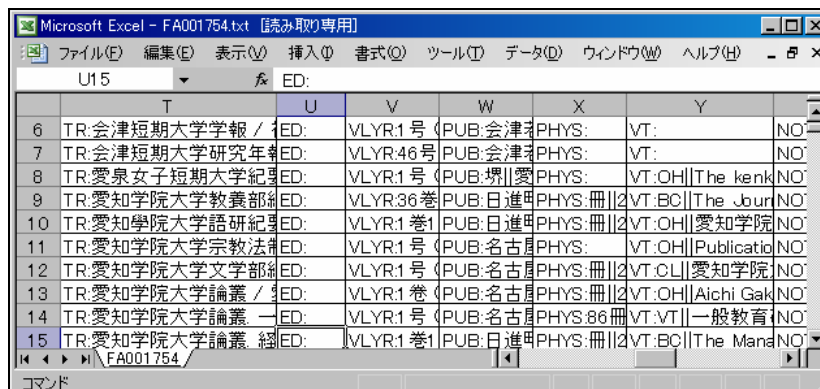 Microsoft Excel - FA001754.txt [読み取り専用]
ファイル(F) 編集(E) 表示(V) 挿入(I) 書式(O) ツール(T) データ(D) ウィンドウ(W) ヘルプ(H)
U15 fx ED:
T U V W X Y
6 TR:会津短期大学学報 / ED: VLYR:1号 ( PUB:会津 PHYS: VT: NO
7 TR:会津短期大学研究年 ED: VLYR:46号 PUB:会津 PHYS: VT: NO
8 TR:愛泉女子短期大学紀要 ED: VLYR:1号 ( PUB:堺||愛 PHYS: VT:OH||The kenk NO
9 TR:愛知学院大学教養部 ED: VLYR:36巻 PUB:日進 PHYS:冊||2 VT:BC||The Journ NO
10 TR:愛知學院大学語研紀要 ED: VLYR:1巻1 PUB:日進 PHYS:冊||2 VT:OH||愛知学院 NO
11 TR:愛知学院大学宗教法制 ED: VLYR:1号 ( PUB:名古屋 PHYS: VT:OH||Publicatio NO
12 TR:愛知学院大学文学部 ED: VLYR:1号 ( PUB:名古屋 PHYS:冊||2 VT:CL||愛知学院 NO
13 TR:愛知学院大学論叢 / ED: VLYR:1巻 ( PUB:名古屋 PHYS:冊||2 VT:OH||Aichi Gak NO
14 TR:愛知学院大学論叢. 一 ED: VLYR:1号 ( PUB:名古屋 PHYS:86冊 VT:VT||一般教育 NO
15 TR:愛知学院大学論叢. 経 ED: VLYR:1巻1 PUB:日進 PHYS:冊||2 VT:BC||The Mana NO
FA001754
コマンド